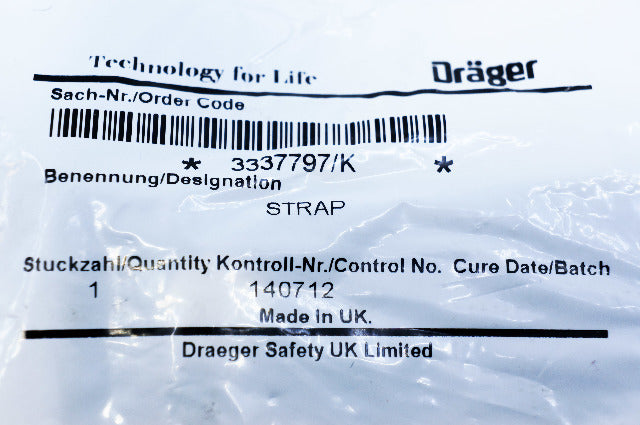 Technology for Life Dräger
Sach-Nr./Order Code
* 3337797/K *
Benennung/Designation
STRAP
Stuckzahl/Quantity Kontroll-Nr./Control No. Cure Date/Batch
1 140712
Made in UK.
Draeger Safety UK Limited